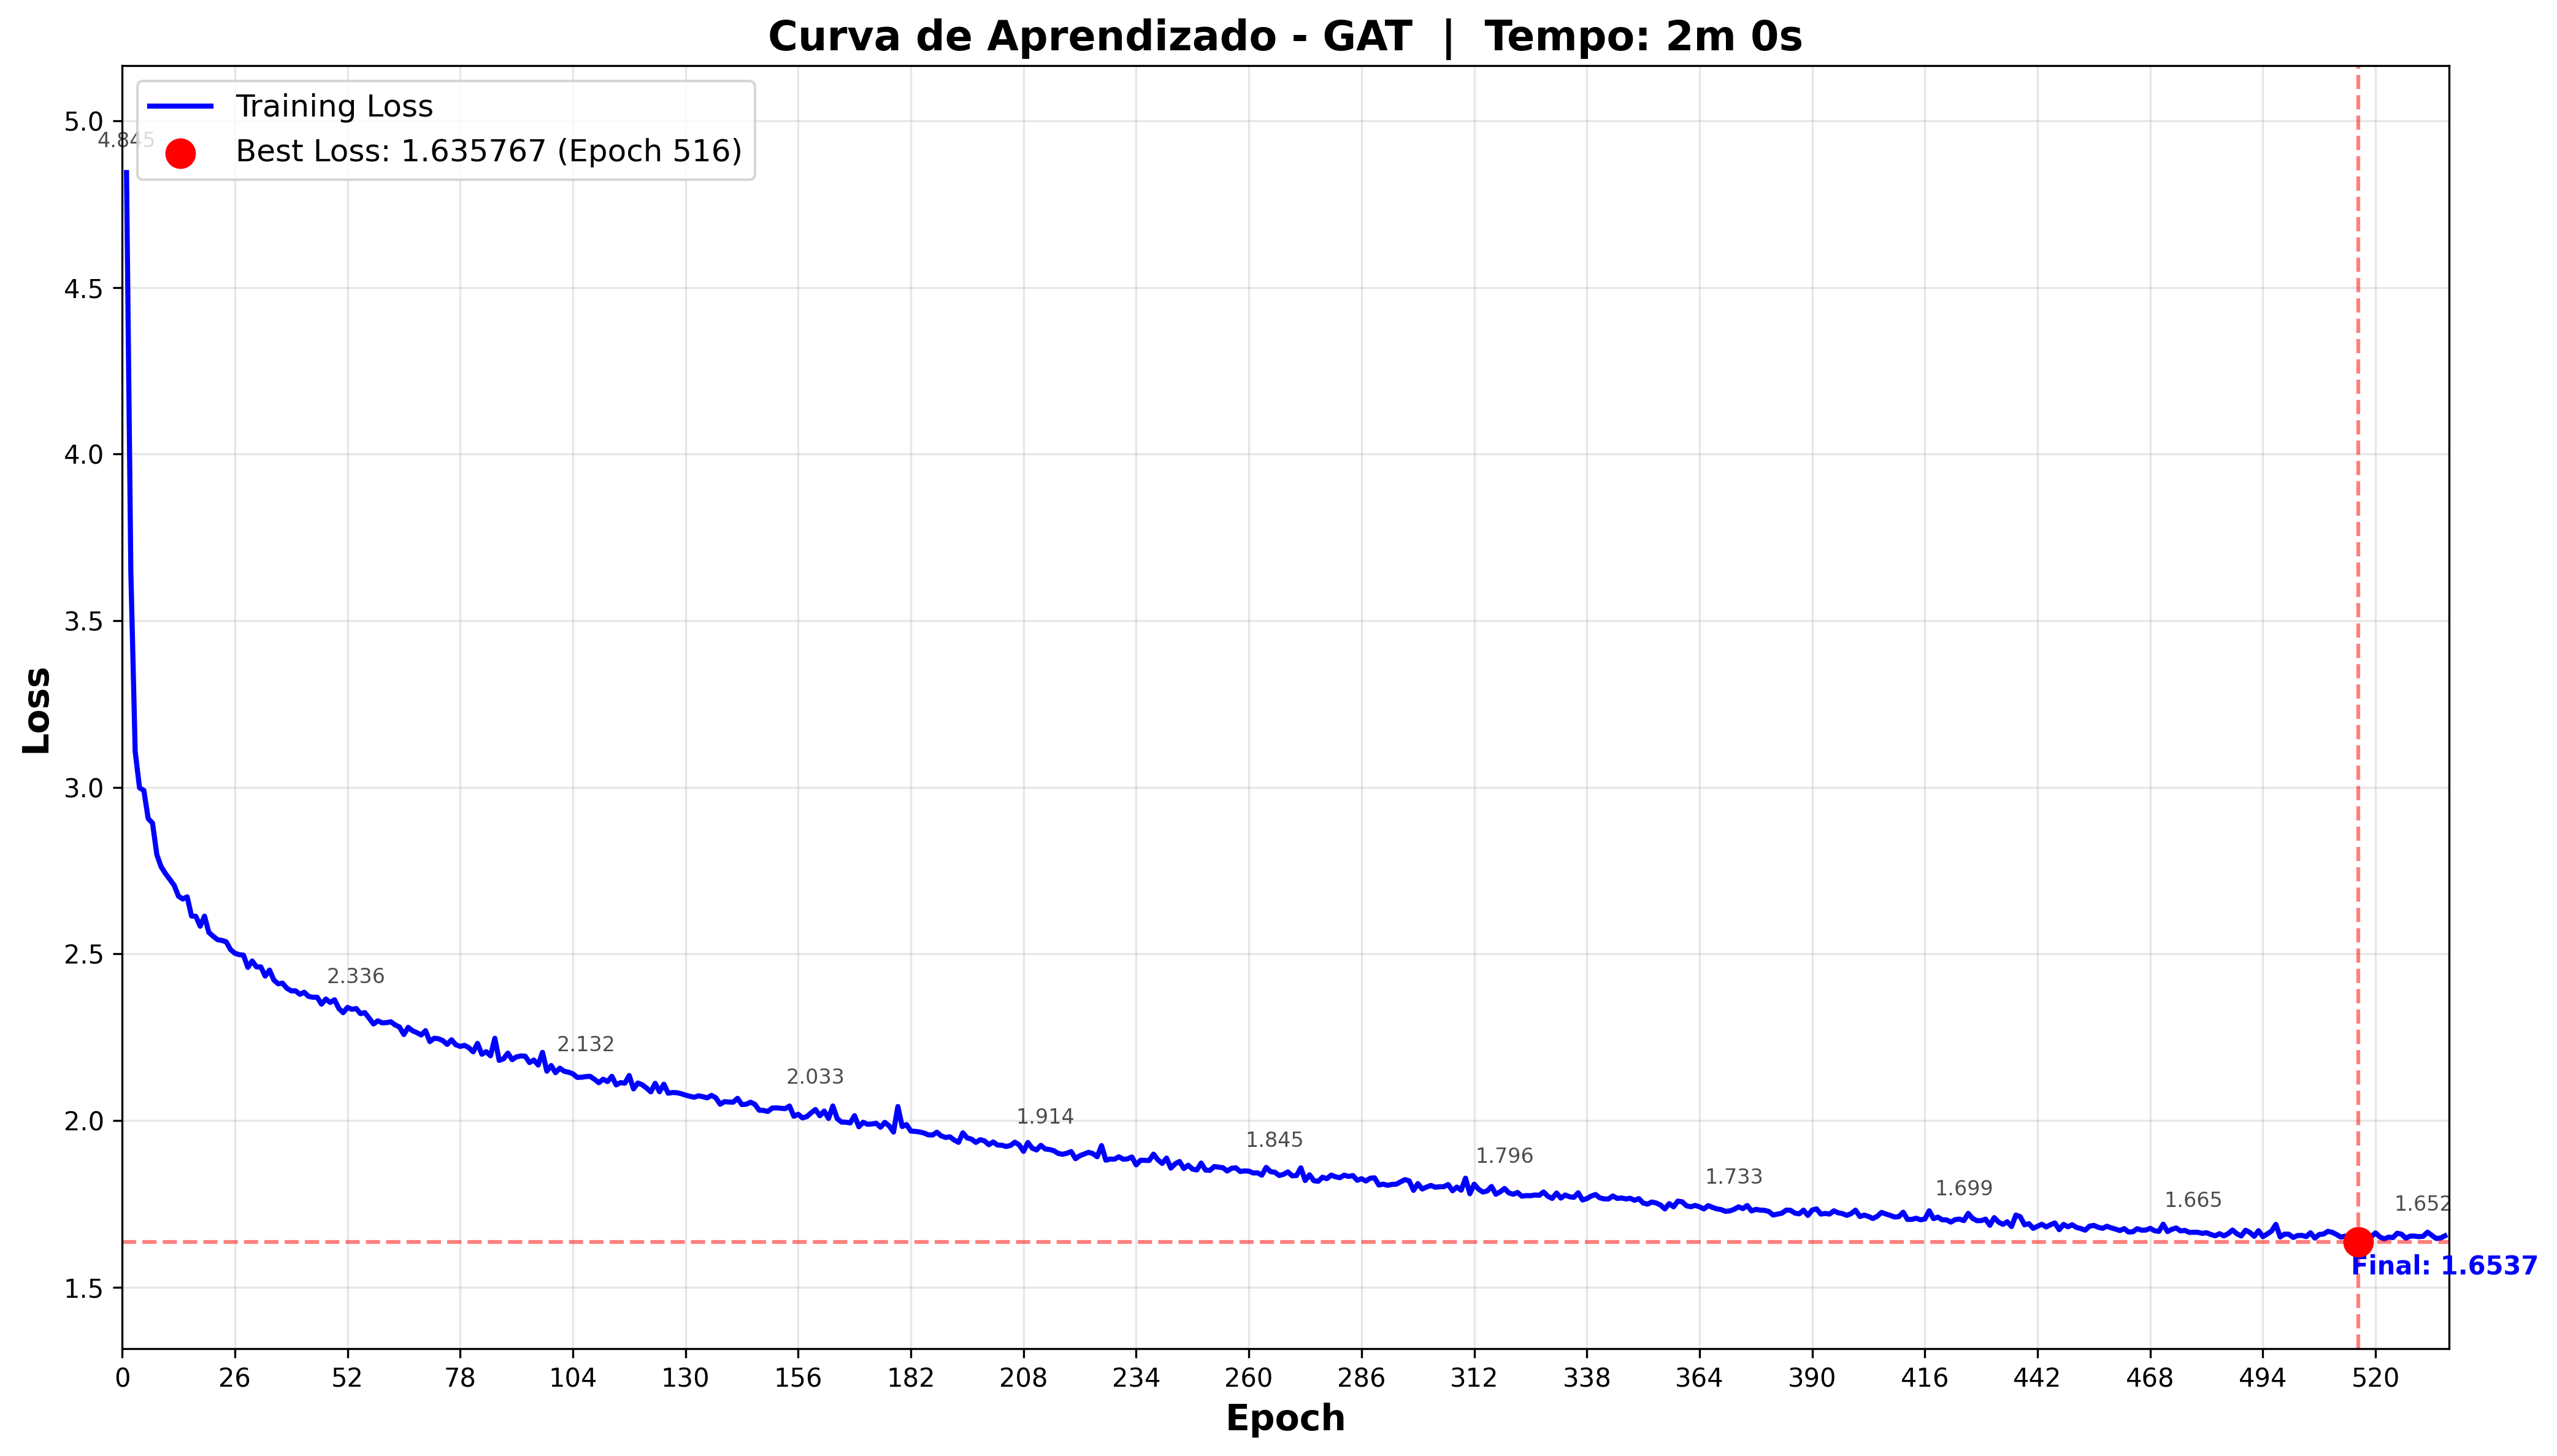 Curva de Aprendizado - GAT | Tempo: 2m 0s
Training Loss
Best Loss: 1.635767 (Epoch 516)
4.845
5.0
4.5
4.0
3.5
3.0
2.5
2.0
1.5
Loss
2.336
2.132
2.033
1.914
1.845
1.796
1.733
1.699
1.665
1.652
Final: 1.6537
0 26 52 78 104 130 156 182 208 234 260 286 312 338 364 390 416 442 468 494 520
Epoch